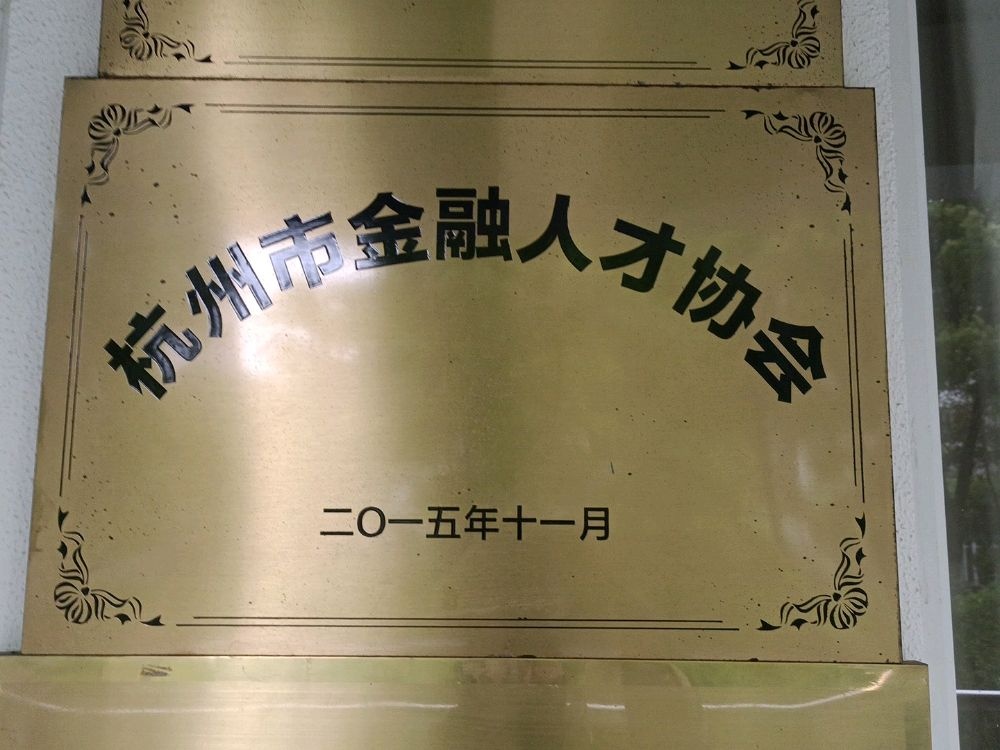 杭州市金融人才协会
二〇一五年十一月